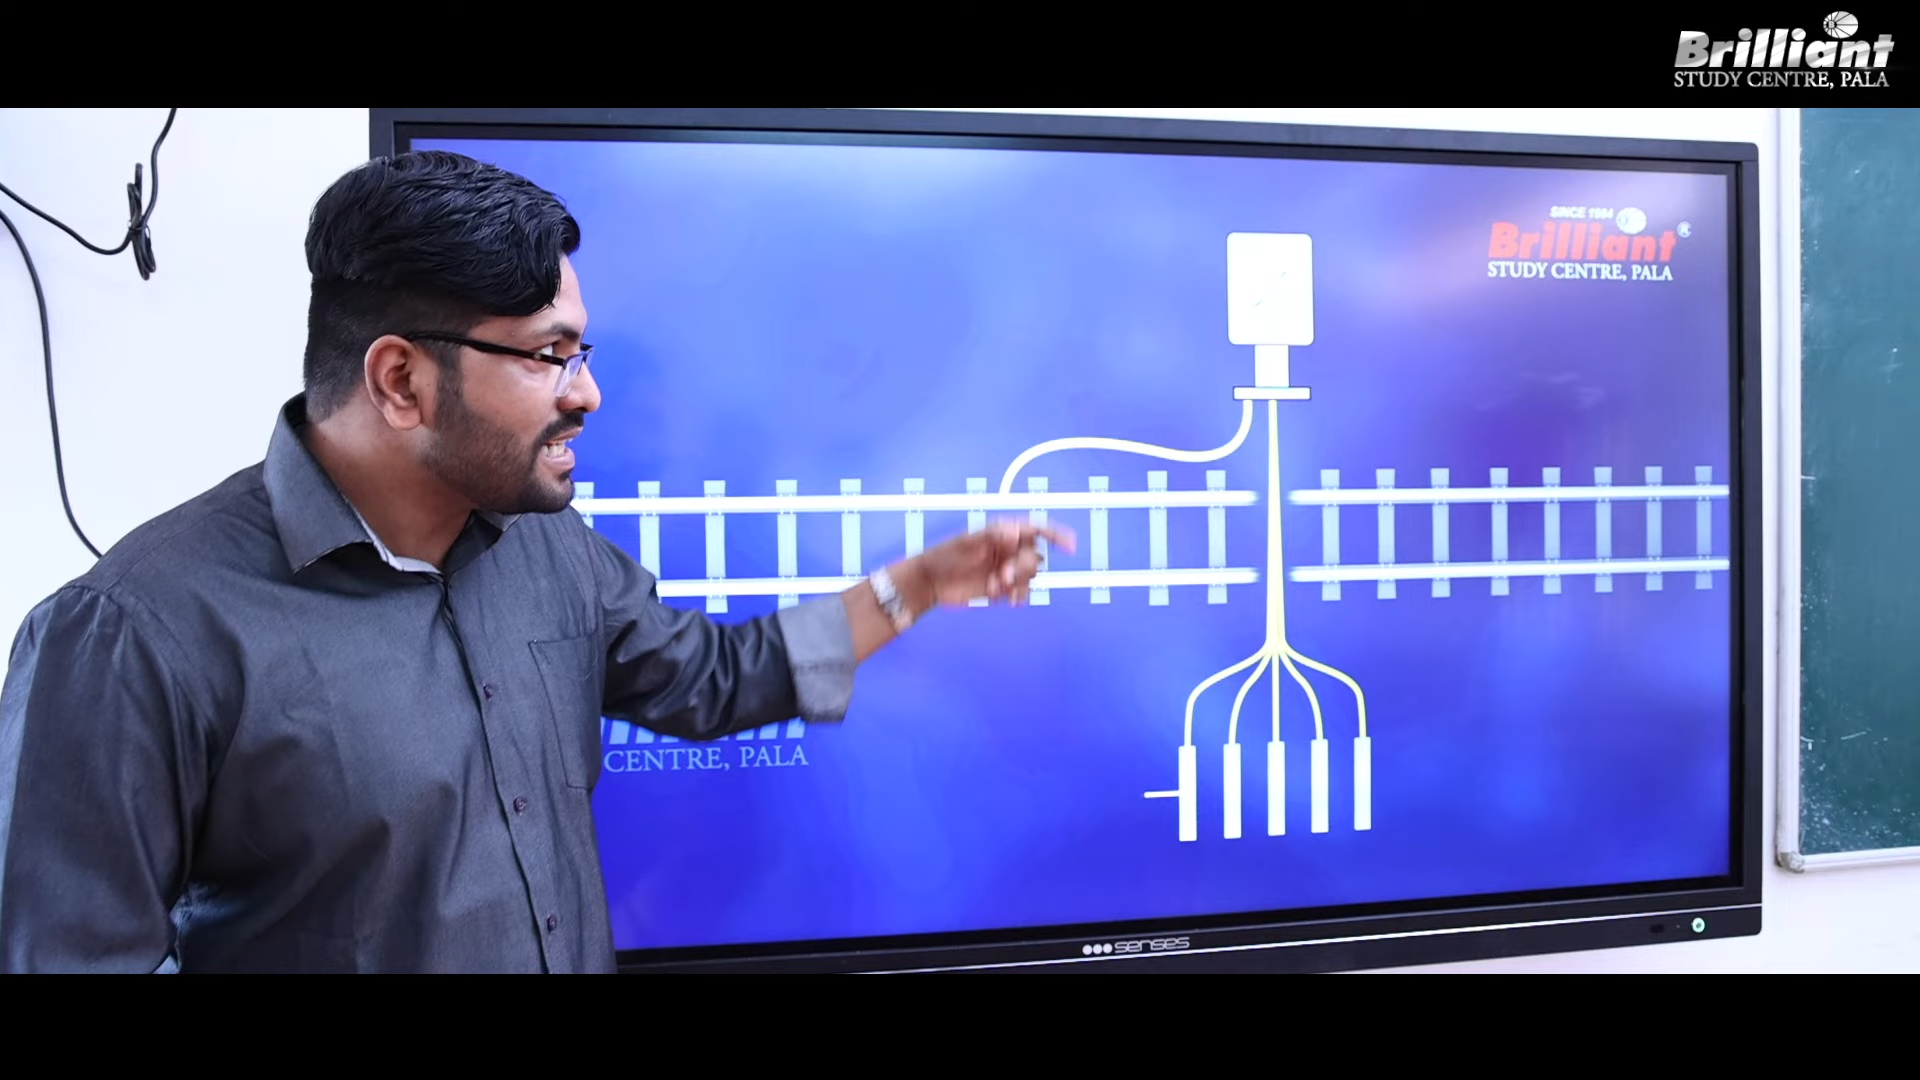 Brilliant
STUDY CENTRE, PALA
SINCE 1984
Brilliant
STUDY CENTRE, PALA
CENTRE, PALA
senses